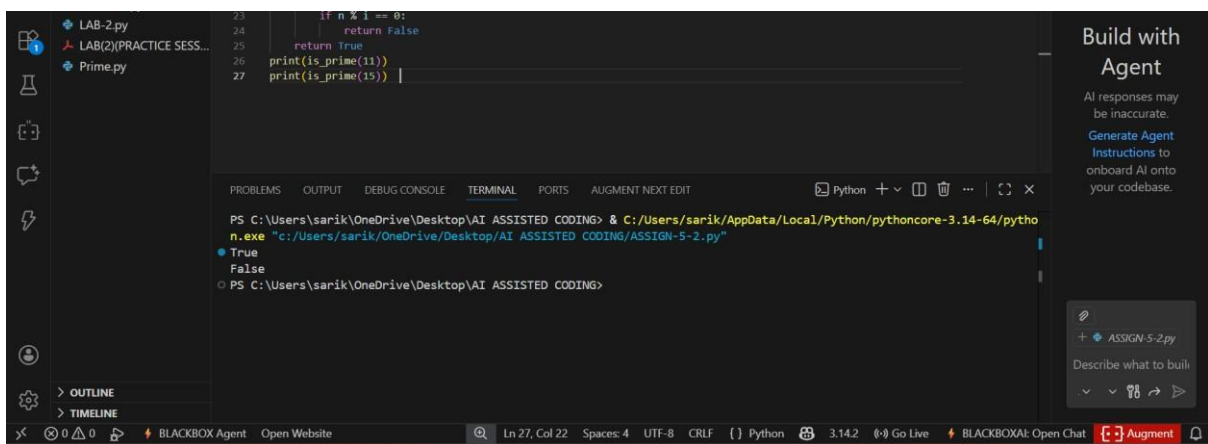 LAB-2.py
LAB(2)(PRACTICE SESS...
Prime.py
1
23 if n % i == 0:
24 return False
25 return True
26 print(is_prime(11))
27 print(is_prime(15))
PROBLEMS OUTPUT DEBUG CONSOLE TERMINAL PORTS AUGMENT NEXT EDIT
Python
PS C:\Users\sarik\OneDrive\Desktop\AI ASSISTED CODING> & C:/Users/sarik/AppData/Local/Python/pythoncore-3.14-64/pytho
n.exe "c:/Users/sarik/OneDrive/Desktop/AI ASSISTED CODING/ASSIGN-5-2.py"
True
False
PS C:\Users\sarik\OneDrive\Desktop\AI ASSISTED CODING>
Build with
Agent
AI responses may
be inaccurate.
Generate Agent
Instructions to
onboard AI onto
your codebase.
ASSIGN-5-2.py
Describe what to buil
OUTLINE
TIMELINE
0 0 BLACKBOX Agent Open Website Ln 27, Col 22 Spaces: 4 UTF-8 CRLF { } Python 3.14.2 Go Live BLACKBOXAI: Open Chat Augment